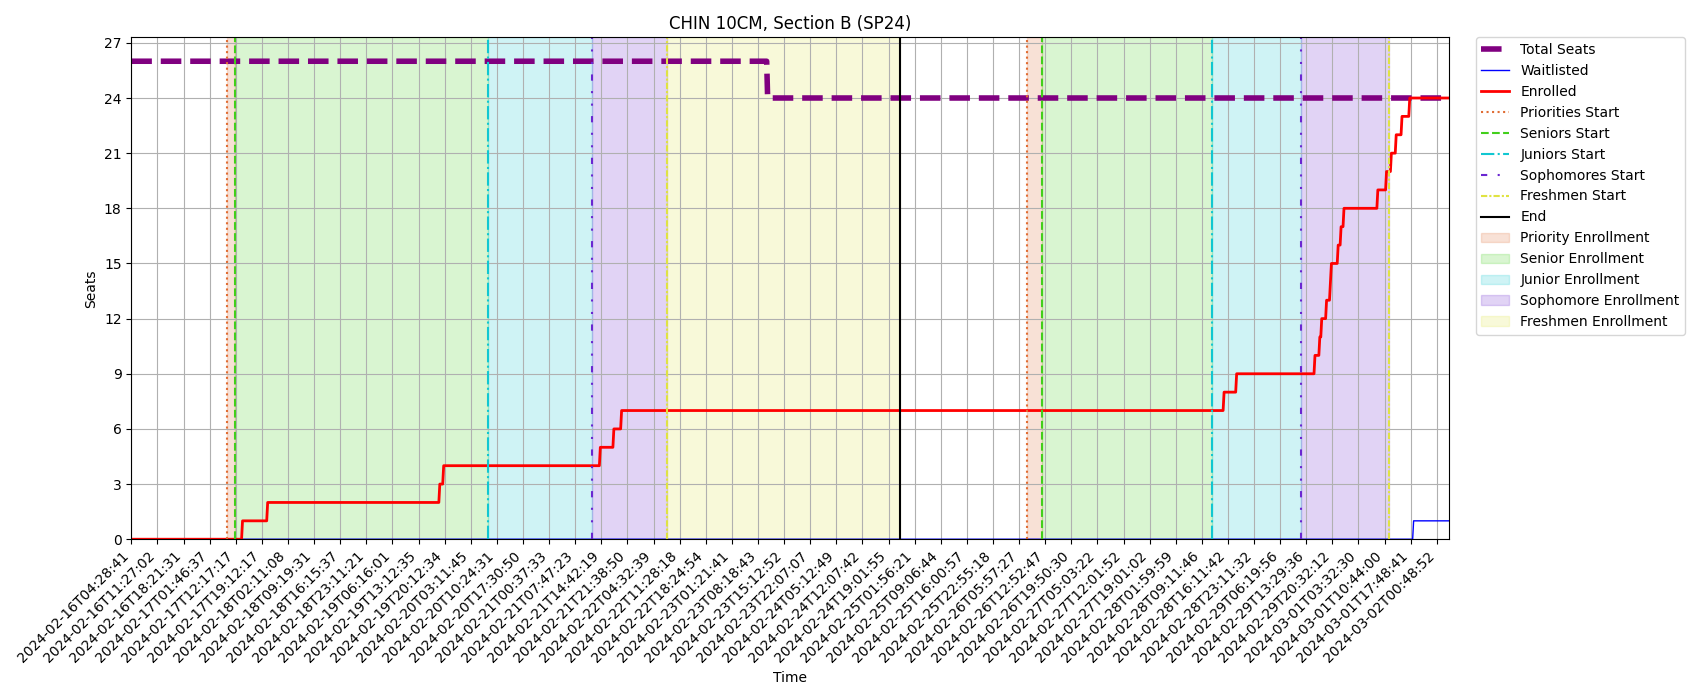 CHIN 10CM, Section B (SP24)
27
24
21
18
15
12
9
6
3
0
Seats
2024-02-16T04:28:41
2024-02-16T11:27:02
2024-02-16T18:21:31
2024-02-17T01:46:37
2024-02-17T12:17:17
2024-02-17T19:12:17
2024-02-18T02:11:08
2024-02-18T09:19:31
2024-02-18T16:15:37
2024-02-18T23:11:21
2024-02-19T06:16:01
2024-02-19T13:12:35
2024-02-19T20:12:34
2024-02-20T03:11:45
2024-02-20T10:24:31
2024-02-20T17:30:50
2024-02-21T00:37:33
2024-02-21T07:47:23
2024-02-21T14:42:19
2024-02-21T21:38:50
2024-02-22T04:32:39
2024-02-22T11:28:18
2024-02-22T18:24:54
2024-02-23T01:21:41
2024-02-23T08:18:43
2024-02-23T15:12:52
2024-02-23T22:07:07
2024-02-24T05:12:49
2024-02-24T12:07:42
2024-02-24T19:01:55
2024-02-25T01:56:21
2024-02-25T09:06:44
2024-02-25T16:00:57
2024-02-25T22:55:18
2024-02-26T05:57:27
2024-02-26T12:52:47
2024-02-26T19:50:30
2024-02-27T05:03:22
2024-02-27T12:01:52
2024-02-27T19:01:02
2024-02-28T01:59:59
2024-02-28T09:11:46
2024-02-28T16:11:42
2024-02-28T23:11:32
2024-02-29T06:19:56
2024-02-29T13:29:36
2024-02-29T20:32:12
2024-03-01T03:32:30
2024-03-01T10:44:00
2024-03-01T17:48:41
2024-03-02T00:48:52
Time
Total Seats
Waitlisted
Enrolled
Priorities Start
Seniors Start
Juniors Start
Sophomores Start
Freshmen Start
End
Priority Enrollment
Senior Enrollment
Junior Enrollment
Sophomore Enrollment
Freshmen Enrollment